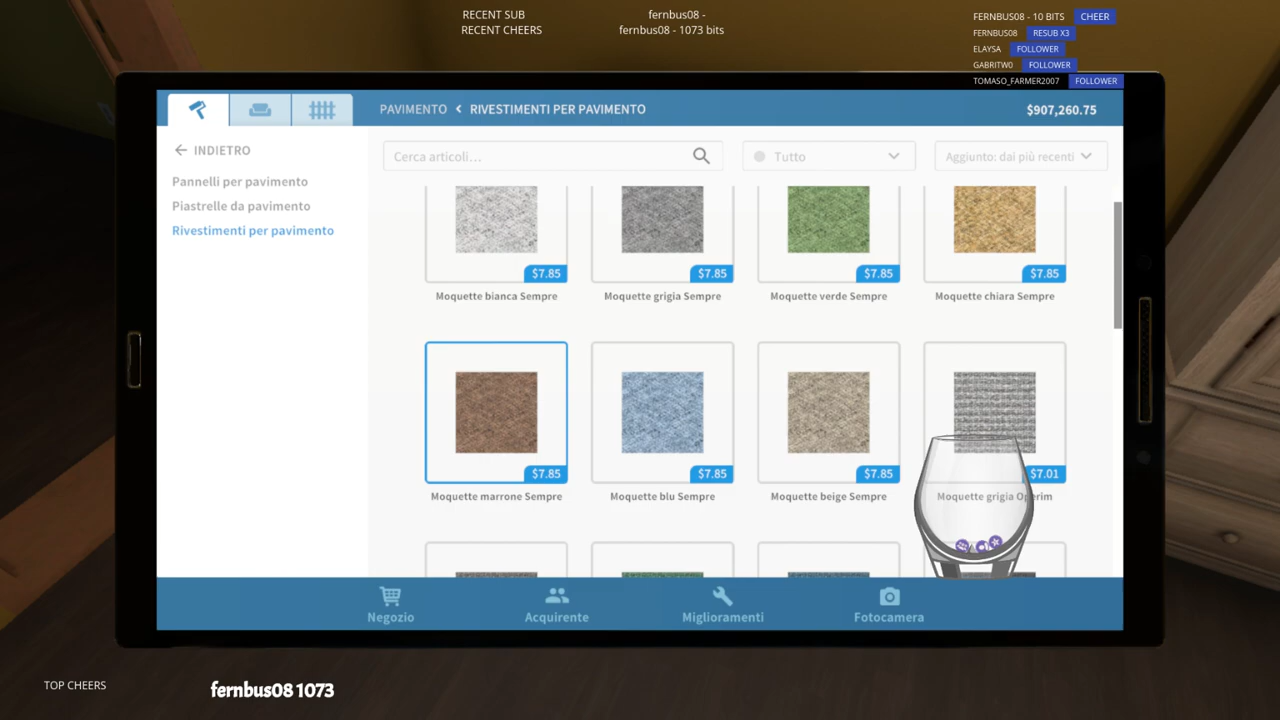 RECENT SUB
fernbus08 -
RECENT CHEERS
fernbus08 - 1073 bits
FERNBUS08 - 10 BITS CHEER
FERNBUS08 RESUB X3
ELAYSA FOLLOWER
GABRITW0 FOLLOWER
TOMASO_FARMER2007 FOLLOWER
PAVIMENTO < RIVESTIMENTI PER PAVIMENTO
$907,260.75
INDIETRO
Pannelli per pavimento
Piastrelle da pavimento
Rivestimenti per pavimento
Cerca articoli...
Tutto
Aggiunto: dai più recenti
$7.85
$7.85
$7.85
$7.85
Moquette bianca Sempre
Moquette grigia Sempre
Moquette verde Sempre
Moquette chiara Sempre
$7.85
$7.85
$7.85
$7.01
Moquette marrone Sempre
Moquette blu Sempre
Moquette beige Sempre
Moquette grigia Operim
Negozio
Acquirente
Miglioramenti
Fotocamera
TOP CHEERS
fernbus08 1073